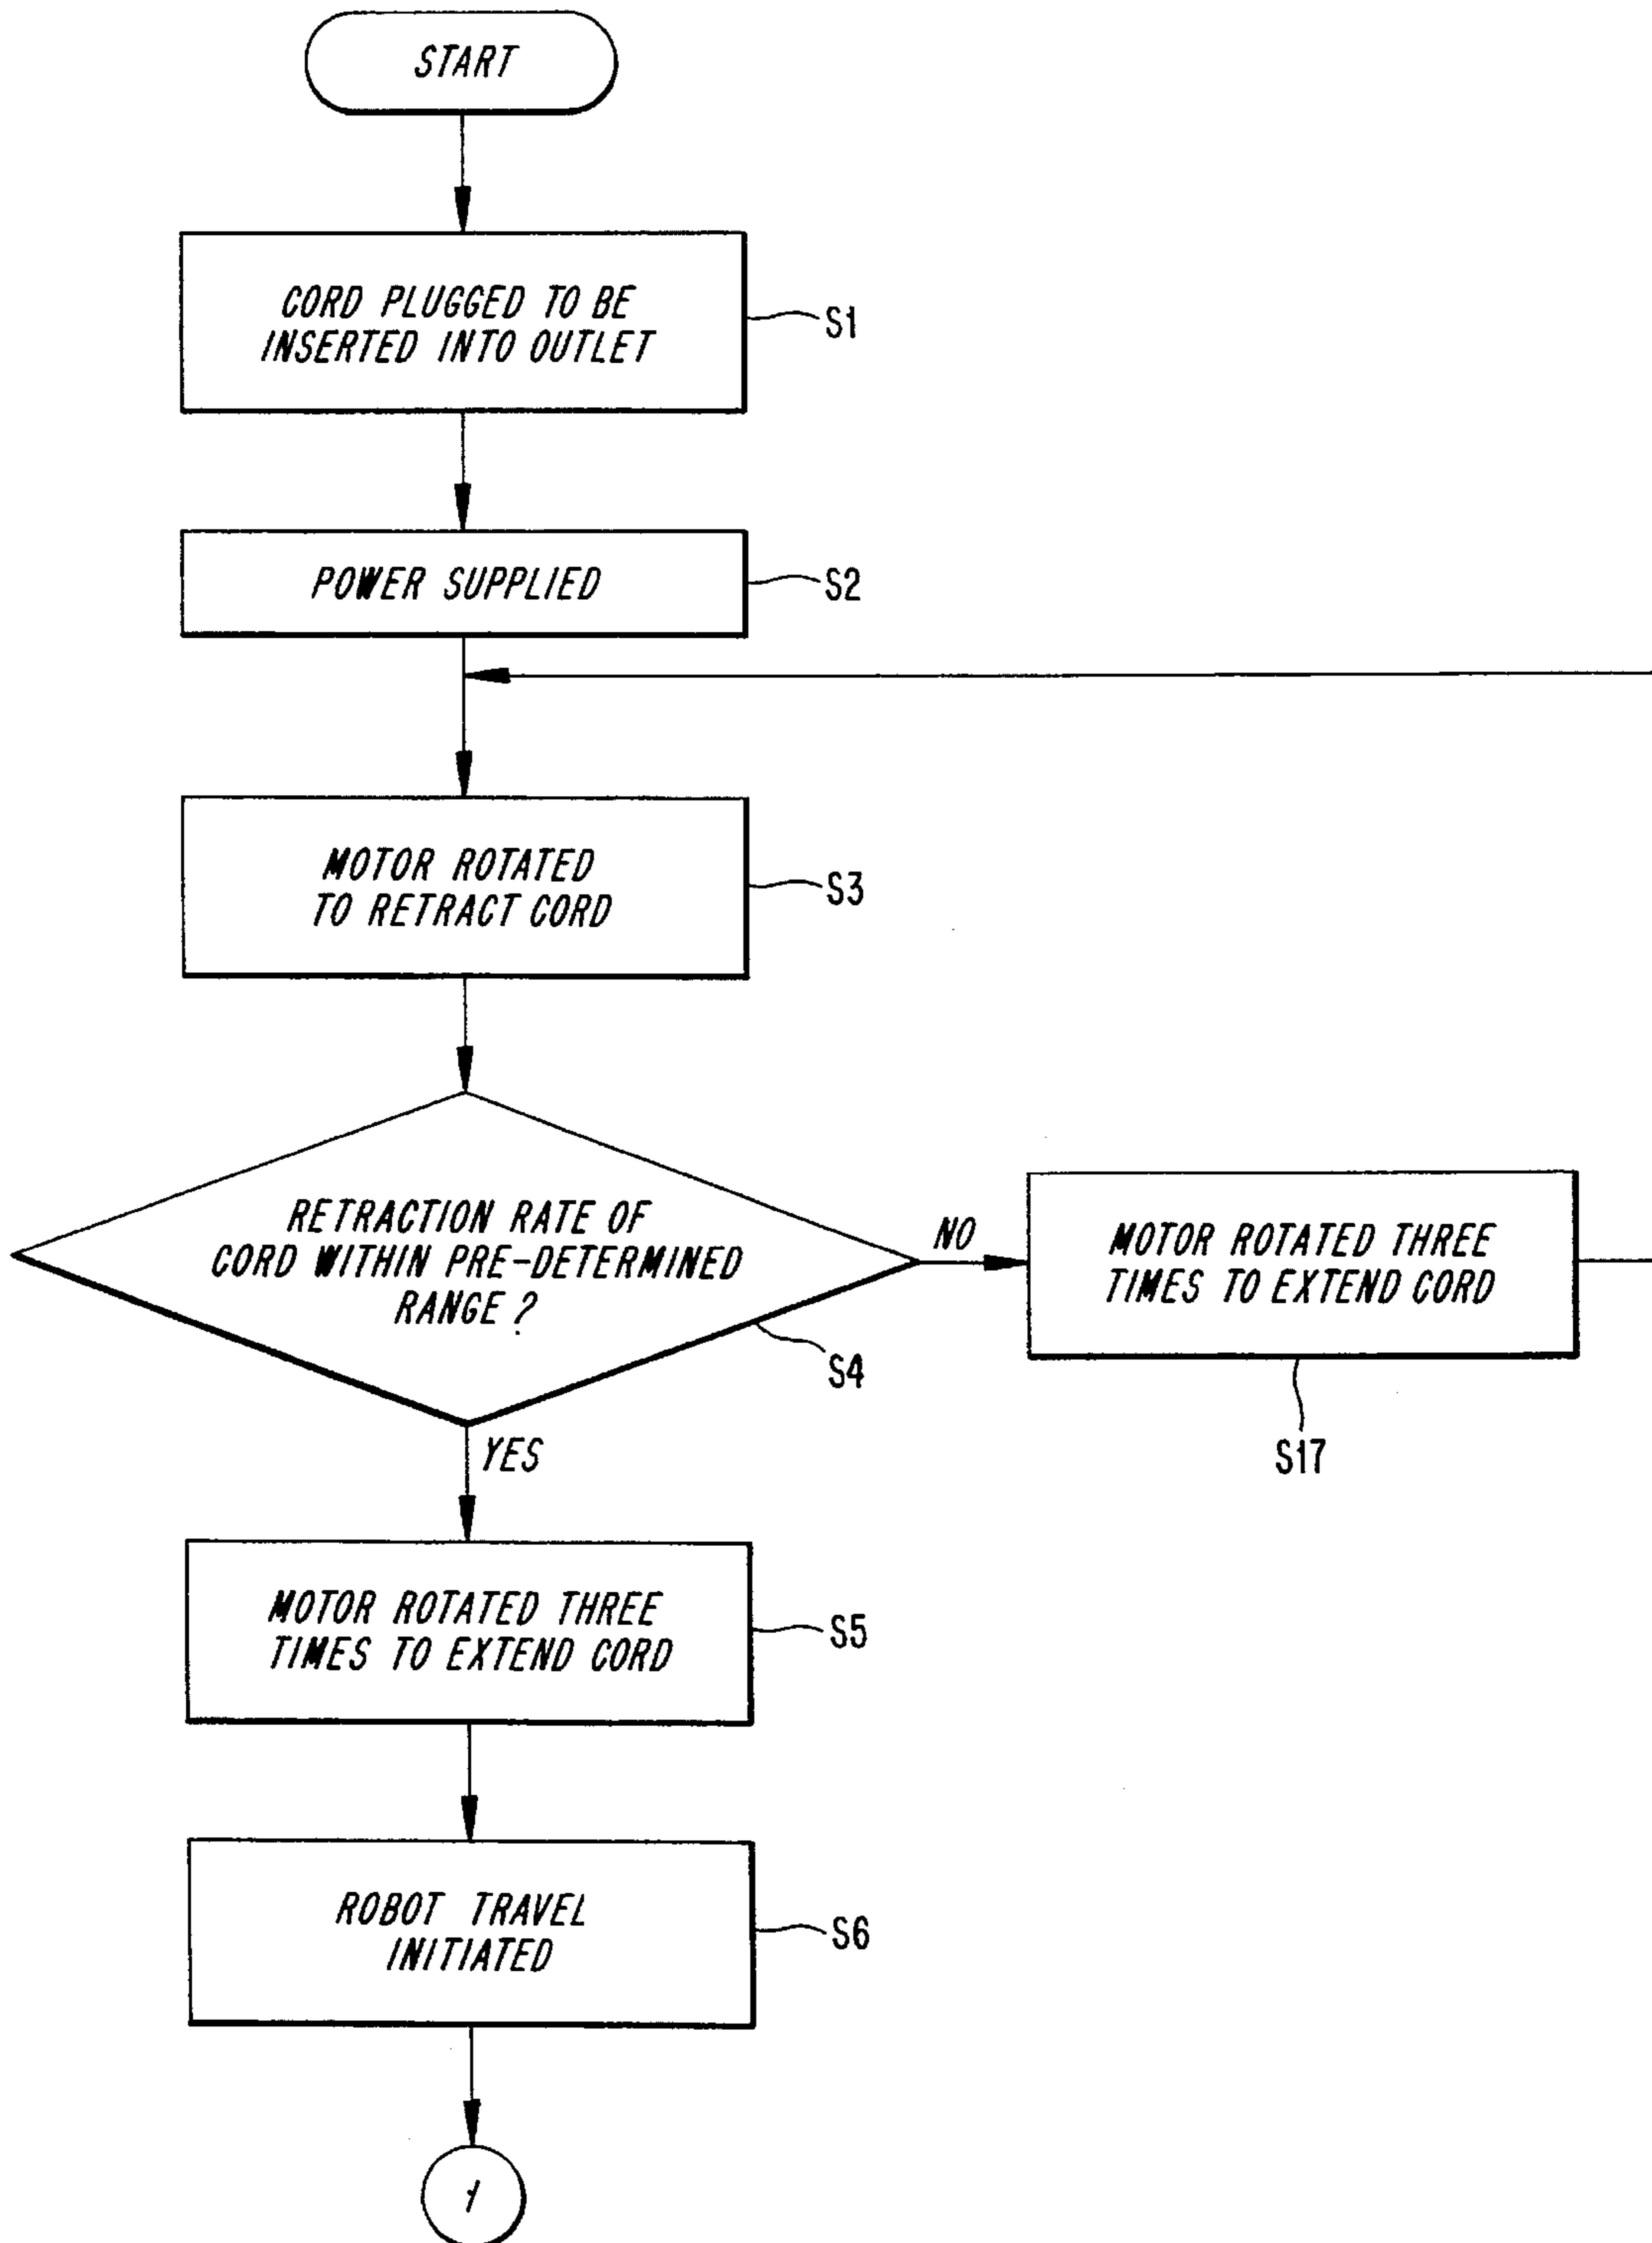 START
CORD PLUGGED TO BE
INSERTED INTO OUTLET
S1
POWER SUPPLIED
S2
MOTOR ROTATED
TO RETRACT CORD
S3
RETRACTION RATE OF
CORD WITHIN PRE-DETERMINED
RANGE ?
S4
NO
MOTOR ROTATED THREE
TIMES TO EXTEND CORD
S17
YES
MOTOR ROTATED THREE
TIMES TO EXTEND CORD
S5
ROBOT TRAVEL
INITIATED
S6
1